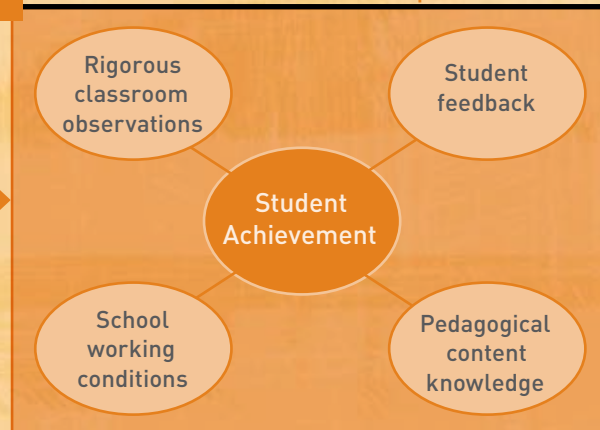 Rigorous
classroom
observations
Student
feedback
Student
Achievement
School
working
conditions
Pedagogical
content
knowledge